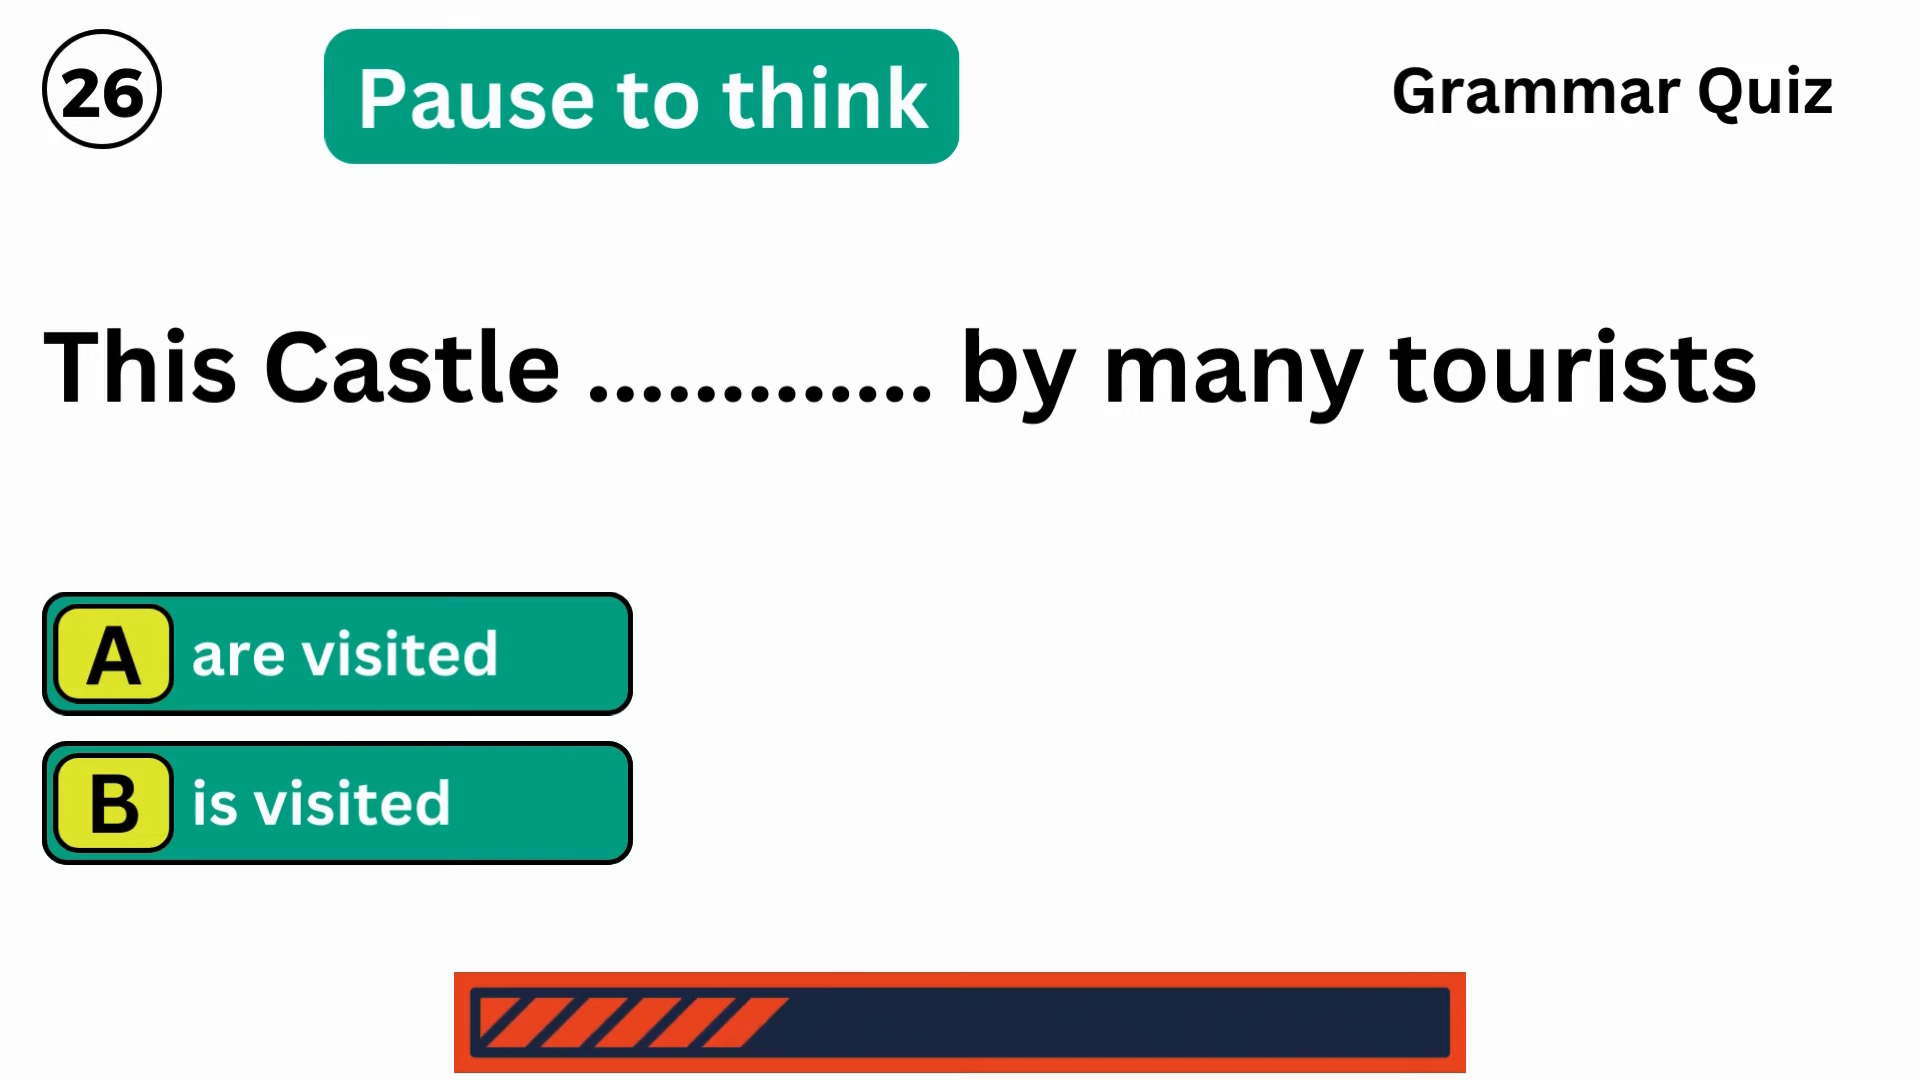 26
Pause to think
Grammar Quiz
This Castle ............. by many tourists
A are visited
B is visited